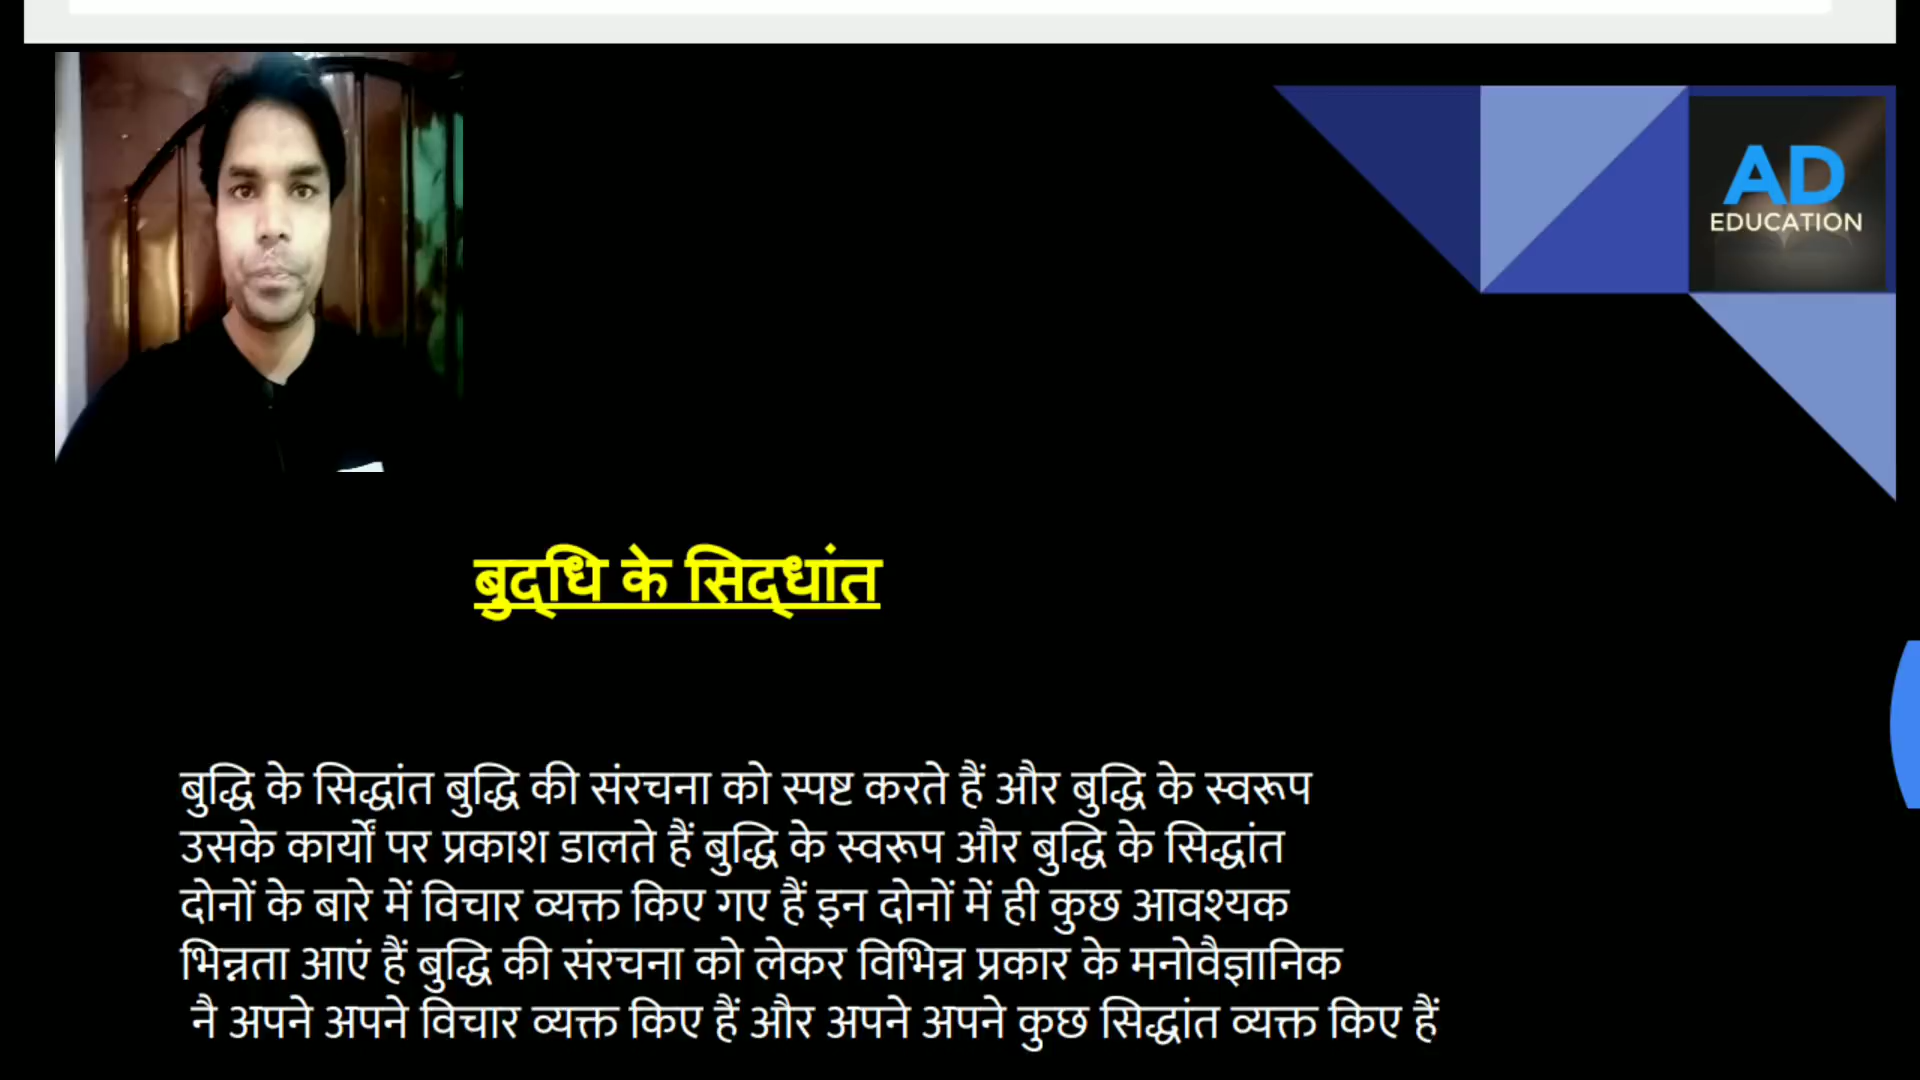 AD
EDUCATION
बुद्धि के सिद्धांत
बुद्धि के सिद्धांत बुद्धि की संरचना को स्पष्ट करते हैं और बुद्धि के स्वरूप
उसके कार्यों पर प्रकाश डालते हैं बुद्धि के स्वरूप और बुद्धि के सिद्धांत
दोनों के बारे में विचार व्यक्त किए गए हैं इन दोनों में ही कुछ आवश्यक
भिन्नता आएं हैं बुद्धि की संरचना को लेकर विभिन्न प्रकार के मनोवैज्ञानिक
नै अपने अपने विचार व्यक्त किए हैं और अपने अपने कुछ सिद्धांत व्यक्त किए हैं